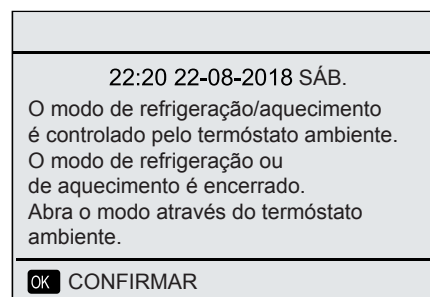 22:20 22-08-2018 SÁB.
O modo de refrigeração/aquecimento
é controlado pelo termóstato ambiente.
O modo de refrigeração ou
de aquecimento é encerrado.
Abra o modo através do termóstato
ambiente.
OK CONFIRMAR